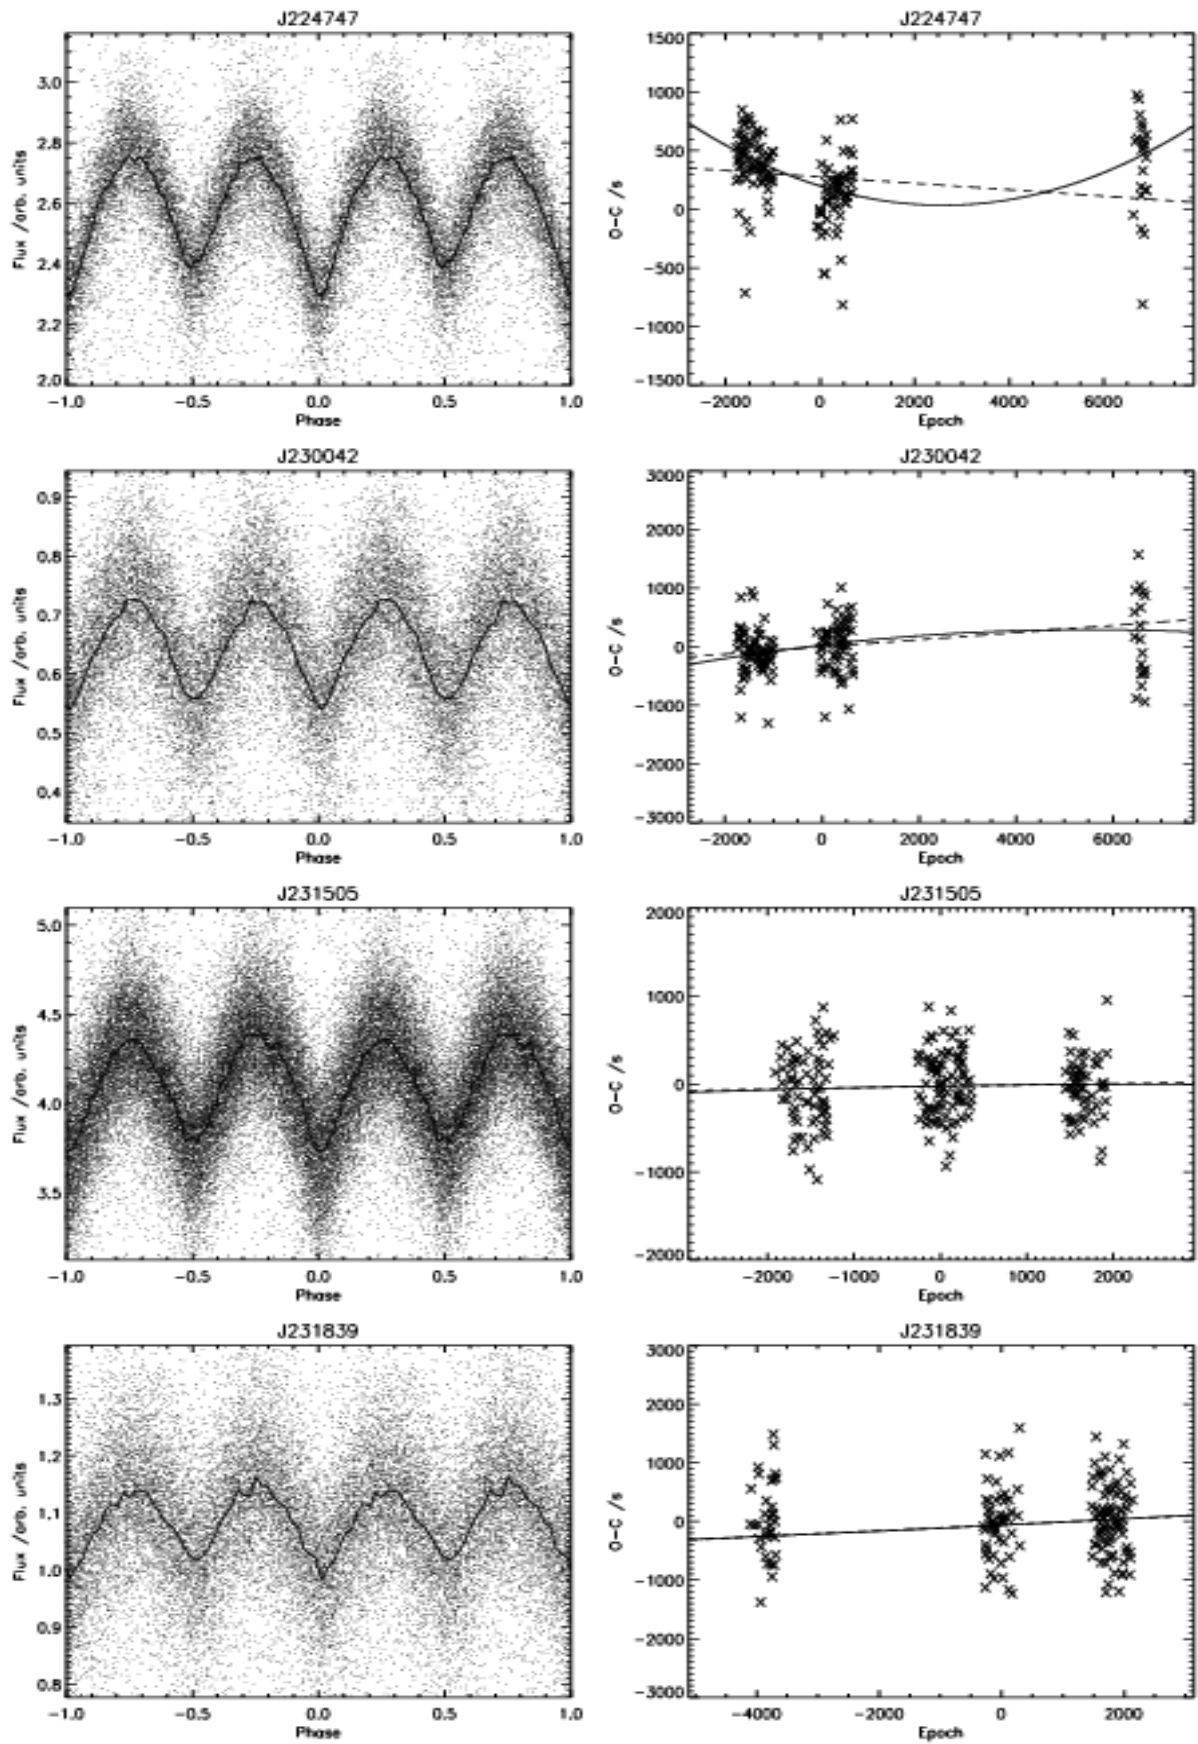 J224747
3.0
2.8
2.6
2.4
2.2
2.0
Flux /arb. units
-1.0 -0.5 0.0 0.5 1.0
Phase
J224747
1500
1000
500
0
-500
-1000
-1500
O-C /s
-2000 0 2000 4000 6000
Epoch
J230042
0.9
0.8
0.7
0.6
0.5
0.4
Flux /arb. units
-1.0 -0.5 0.0 0.5 1.0
Phase
J230042
3000
2000
1000
0
-1000
-2000
-3000
O-C /s
-2000 0 2000 4000 6000
Epoch
J231505
5.0
4.5
4.0
3.5
Flux /arb. units
-1.0 -0.5 0.0 0.5 1.0
Phase
J231505
2000
1000
0
-1000
-2000
O-C /s
-2000 -1000 0 1000 2000
Epoch
J231839
1.3
1.2
1.1
1.0
0.9
0.8
Flux /arb. units
-1.0 -0.5 0.0 0.5 1.0
Phase
J231839
3000
2000
1000
0
-1000
-2000
-3000
O-C /s
-4000 -2000 0 2000
Epoch